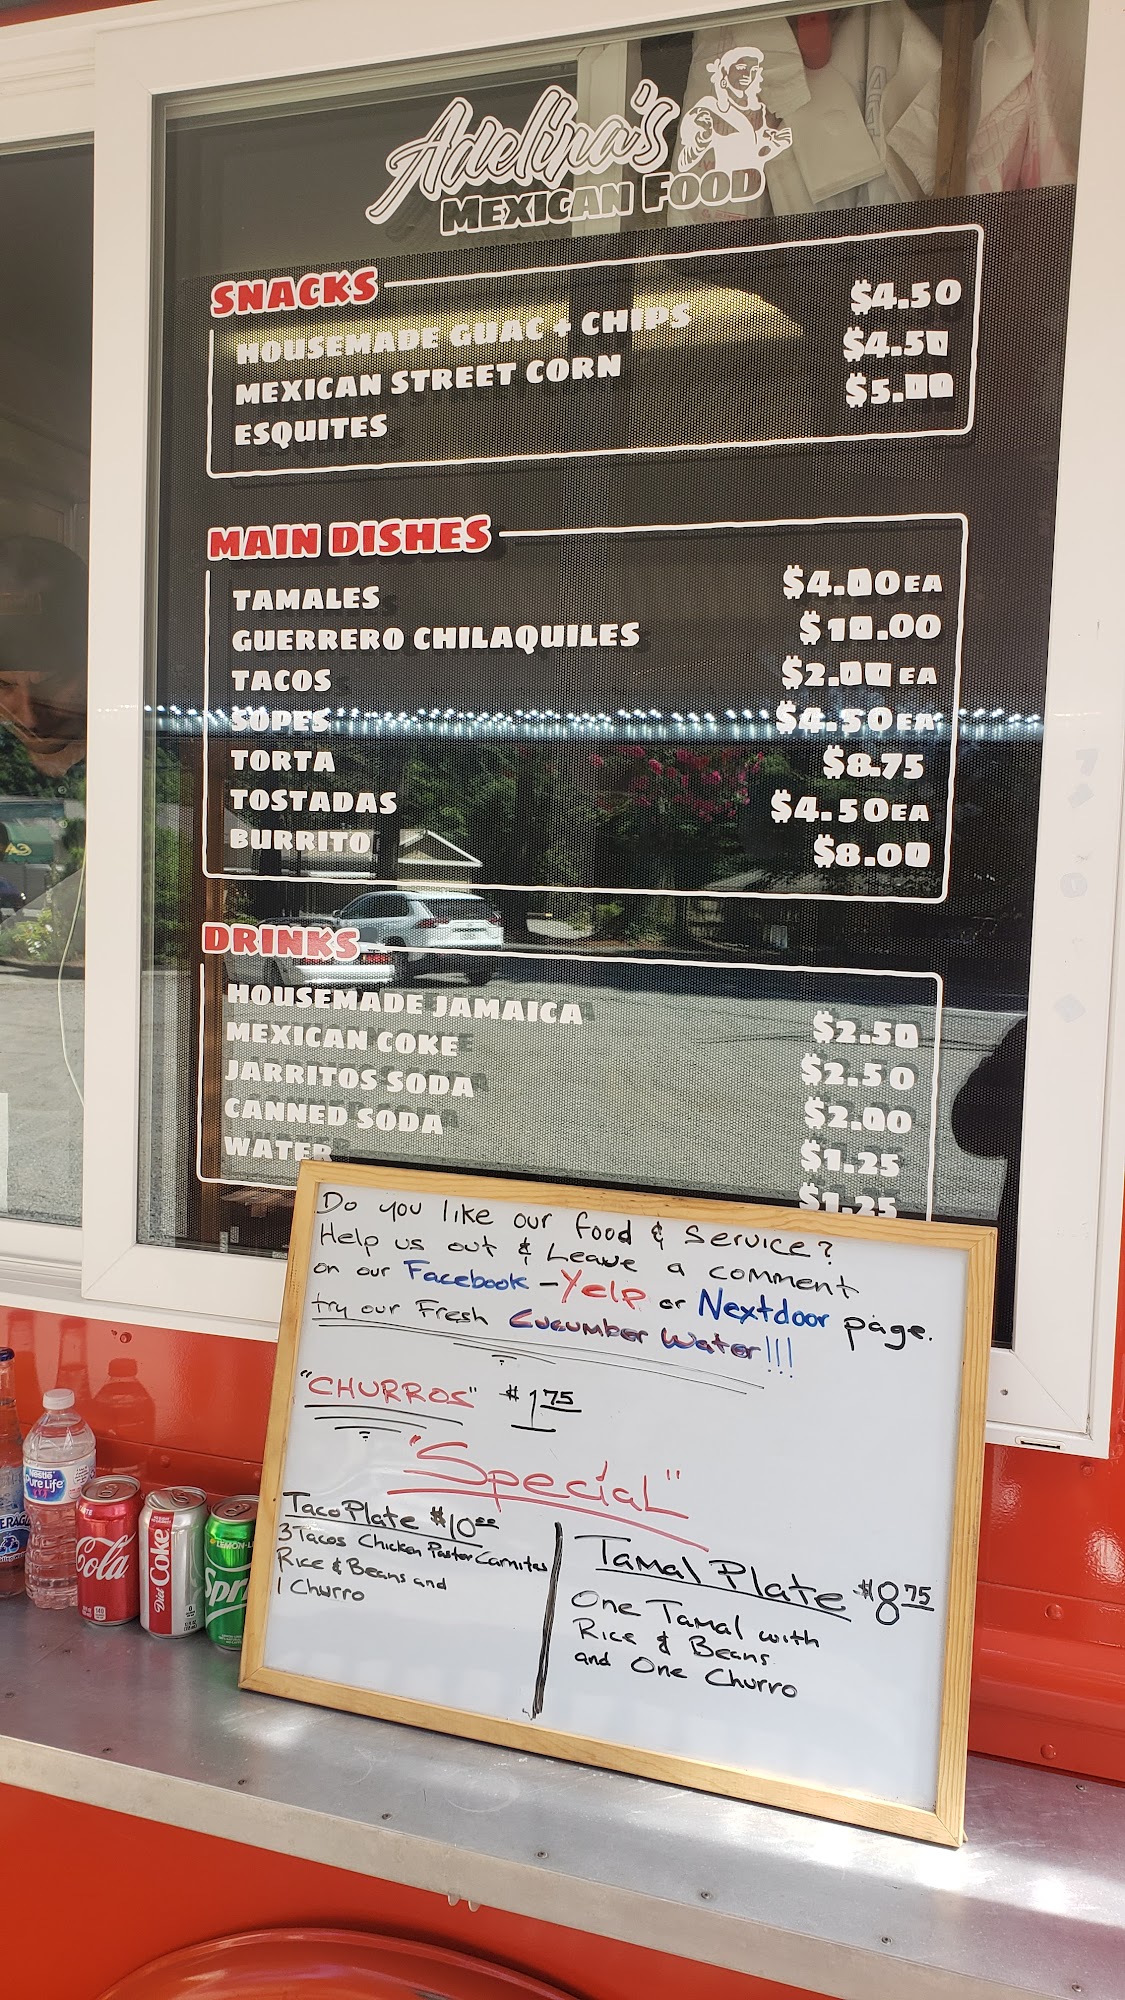 Adelina's
Mexican Food
SNACKS
HOUSEMADE GUAC + CHIPS $4.50
MEXICAN STREET CORN $4.50
ESQUITES $5.00
MAIN DISHES
TAMALES $4.00 EA
GUERRERO CHILAQUILES $10.00
TACOS $2.00 EA
SOPES $4.50 EA
TORTA $8.75
TOSTADAS $4.50 EA
BURRITO $8.00
DRINKS
HOUSEMADE JAMAICA $2.50
MEXICAN COKE $2.50
JARRITOS SODA $2.00
CANNED SODA $1.25
WATER $1.25
Do you like our food & Service?
Help us out & Leave a comment
on our Facebook - Yelp or Nextdoor page.
try our Fresh Cucumber Water!!!
"CHURROS" $1.75
"Special"
Taco Plate $10.00
3 Tacos Chicken Pastor Carnitas
Rice & Beans and
1 Churro
Tamal Plate $8.75
One Tamal with
Rice & Beans
and One Churro
Nestle
Pure Life
Cola
Diet Coke
LEMON-L
Spr